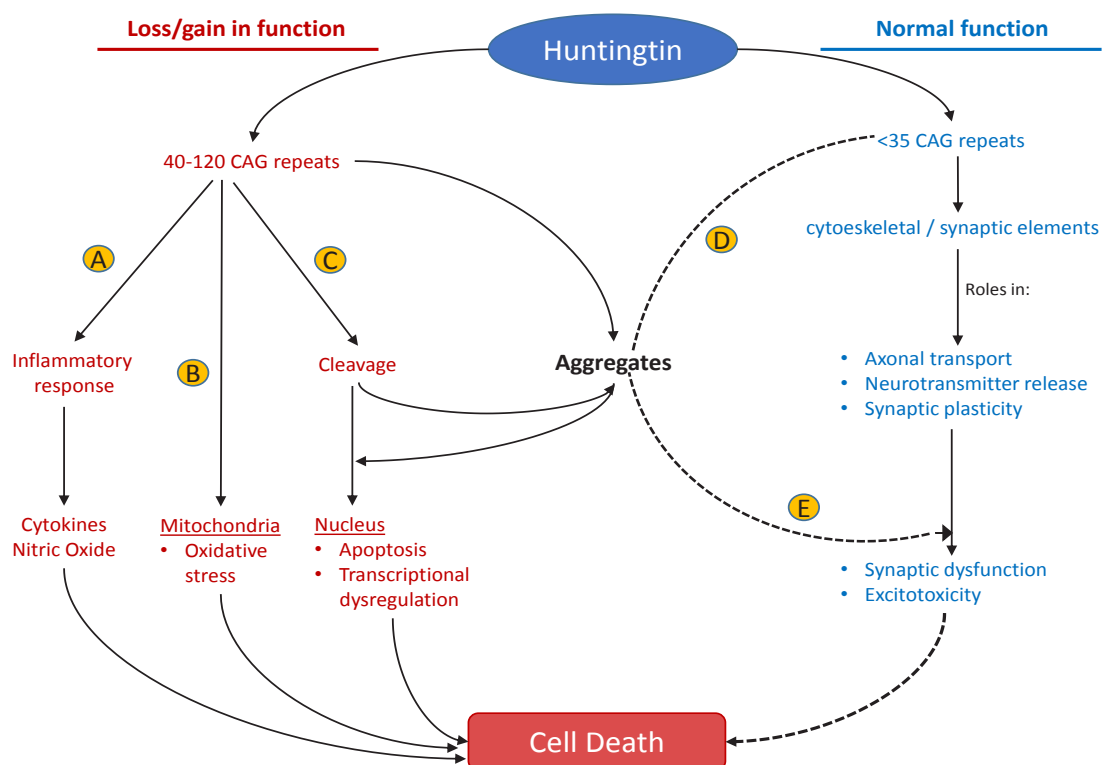 Loss/gain in function
Huntingtin
Normal function
40-120 CAG repeats
<35 CAG repeats
A
C
D
cytoeskeletal / synaptic elements
Roles in:
Inflammatory
response
B
Cleavage
Aggregates
• Axonal transport
• Neurotransmitter release
• Synaptic plasticity
E
Cytokines
Nitric Oxide
Mitochondria
• Oxidative
stress
Nucleus
• Apoptosis
• Transcriptional
dysregulation
• Synaptic dysfunction
• Excitotoxicity
Cell Death